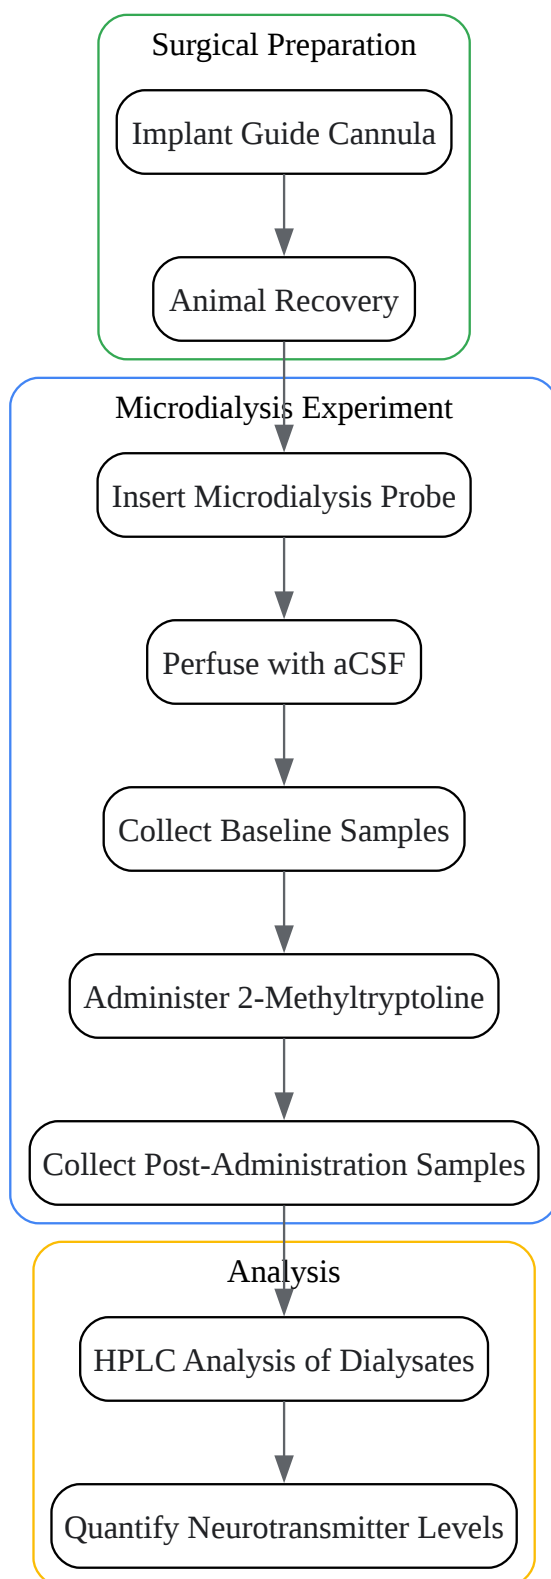 Surgical Preparation
Implant Guide Cannula
Animal Recovery
Microdialysis Experiment
Insert Microdialysis Probe
Perfuse with aCSF
Collect Baseline Samples
Administer 2-Methyltryptoline
Collect Post-Administration Samples
Analysis
HPLC Analysis of Dialysates
Quantify Neurotransmitter Levels